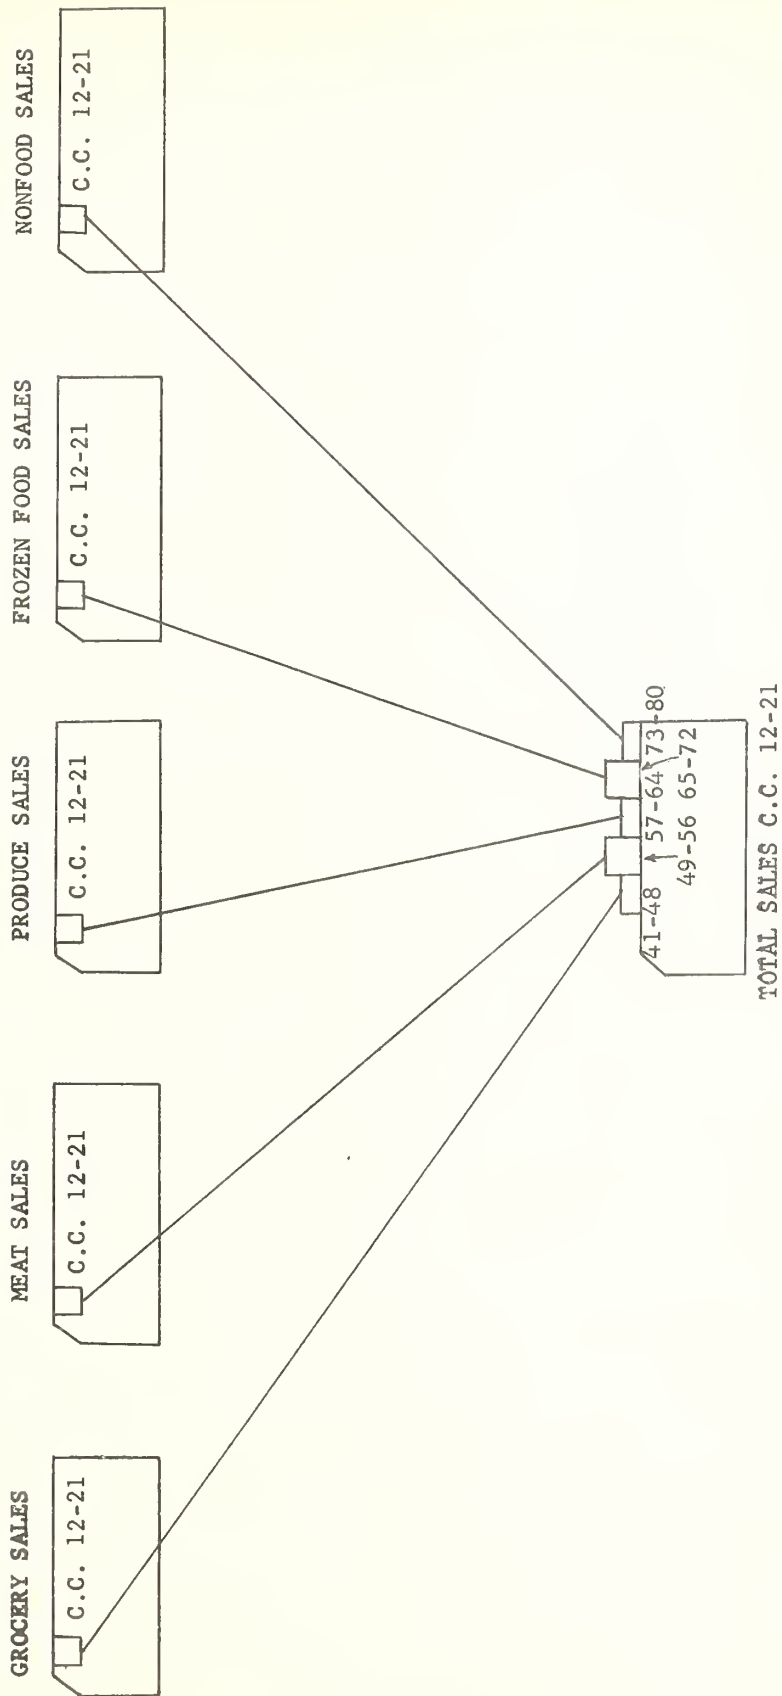 GROCERY SALES
MEAT SALES
PRODUCE SALES
FROZEN FOOD SALES
NONFOOD SALES
C.C. 12-21
C.C. 12-21
C.C. 12-21
C.C. 12-21
C.C. 12-21
41-48 57-64 73-80
49-56 65-72
TOTAL SALES C.C. 12-21